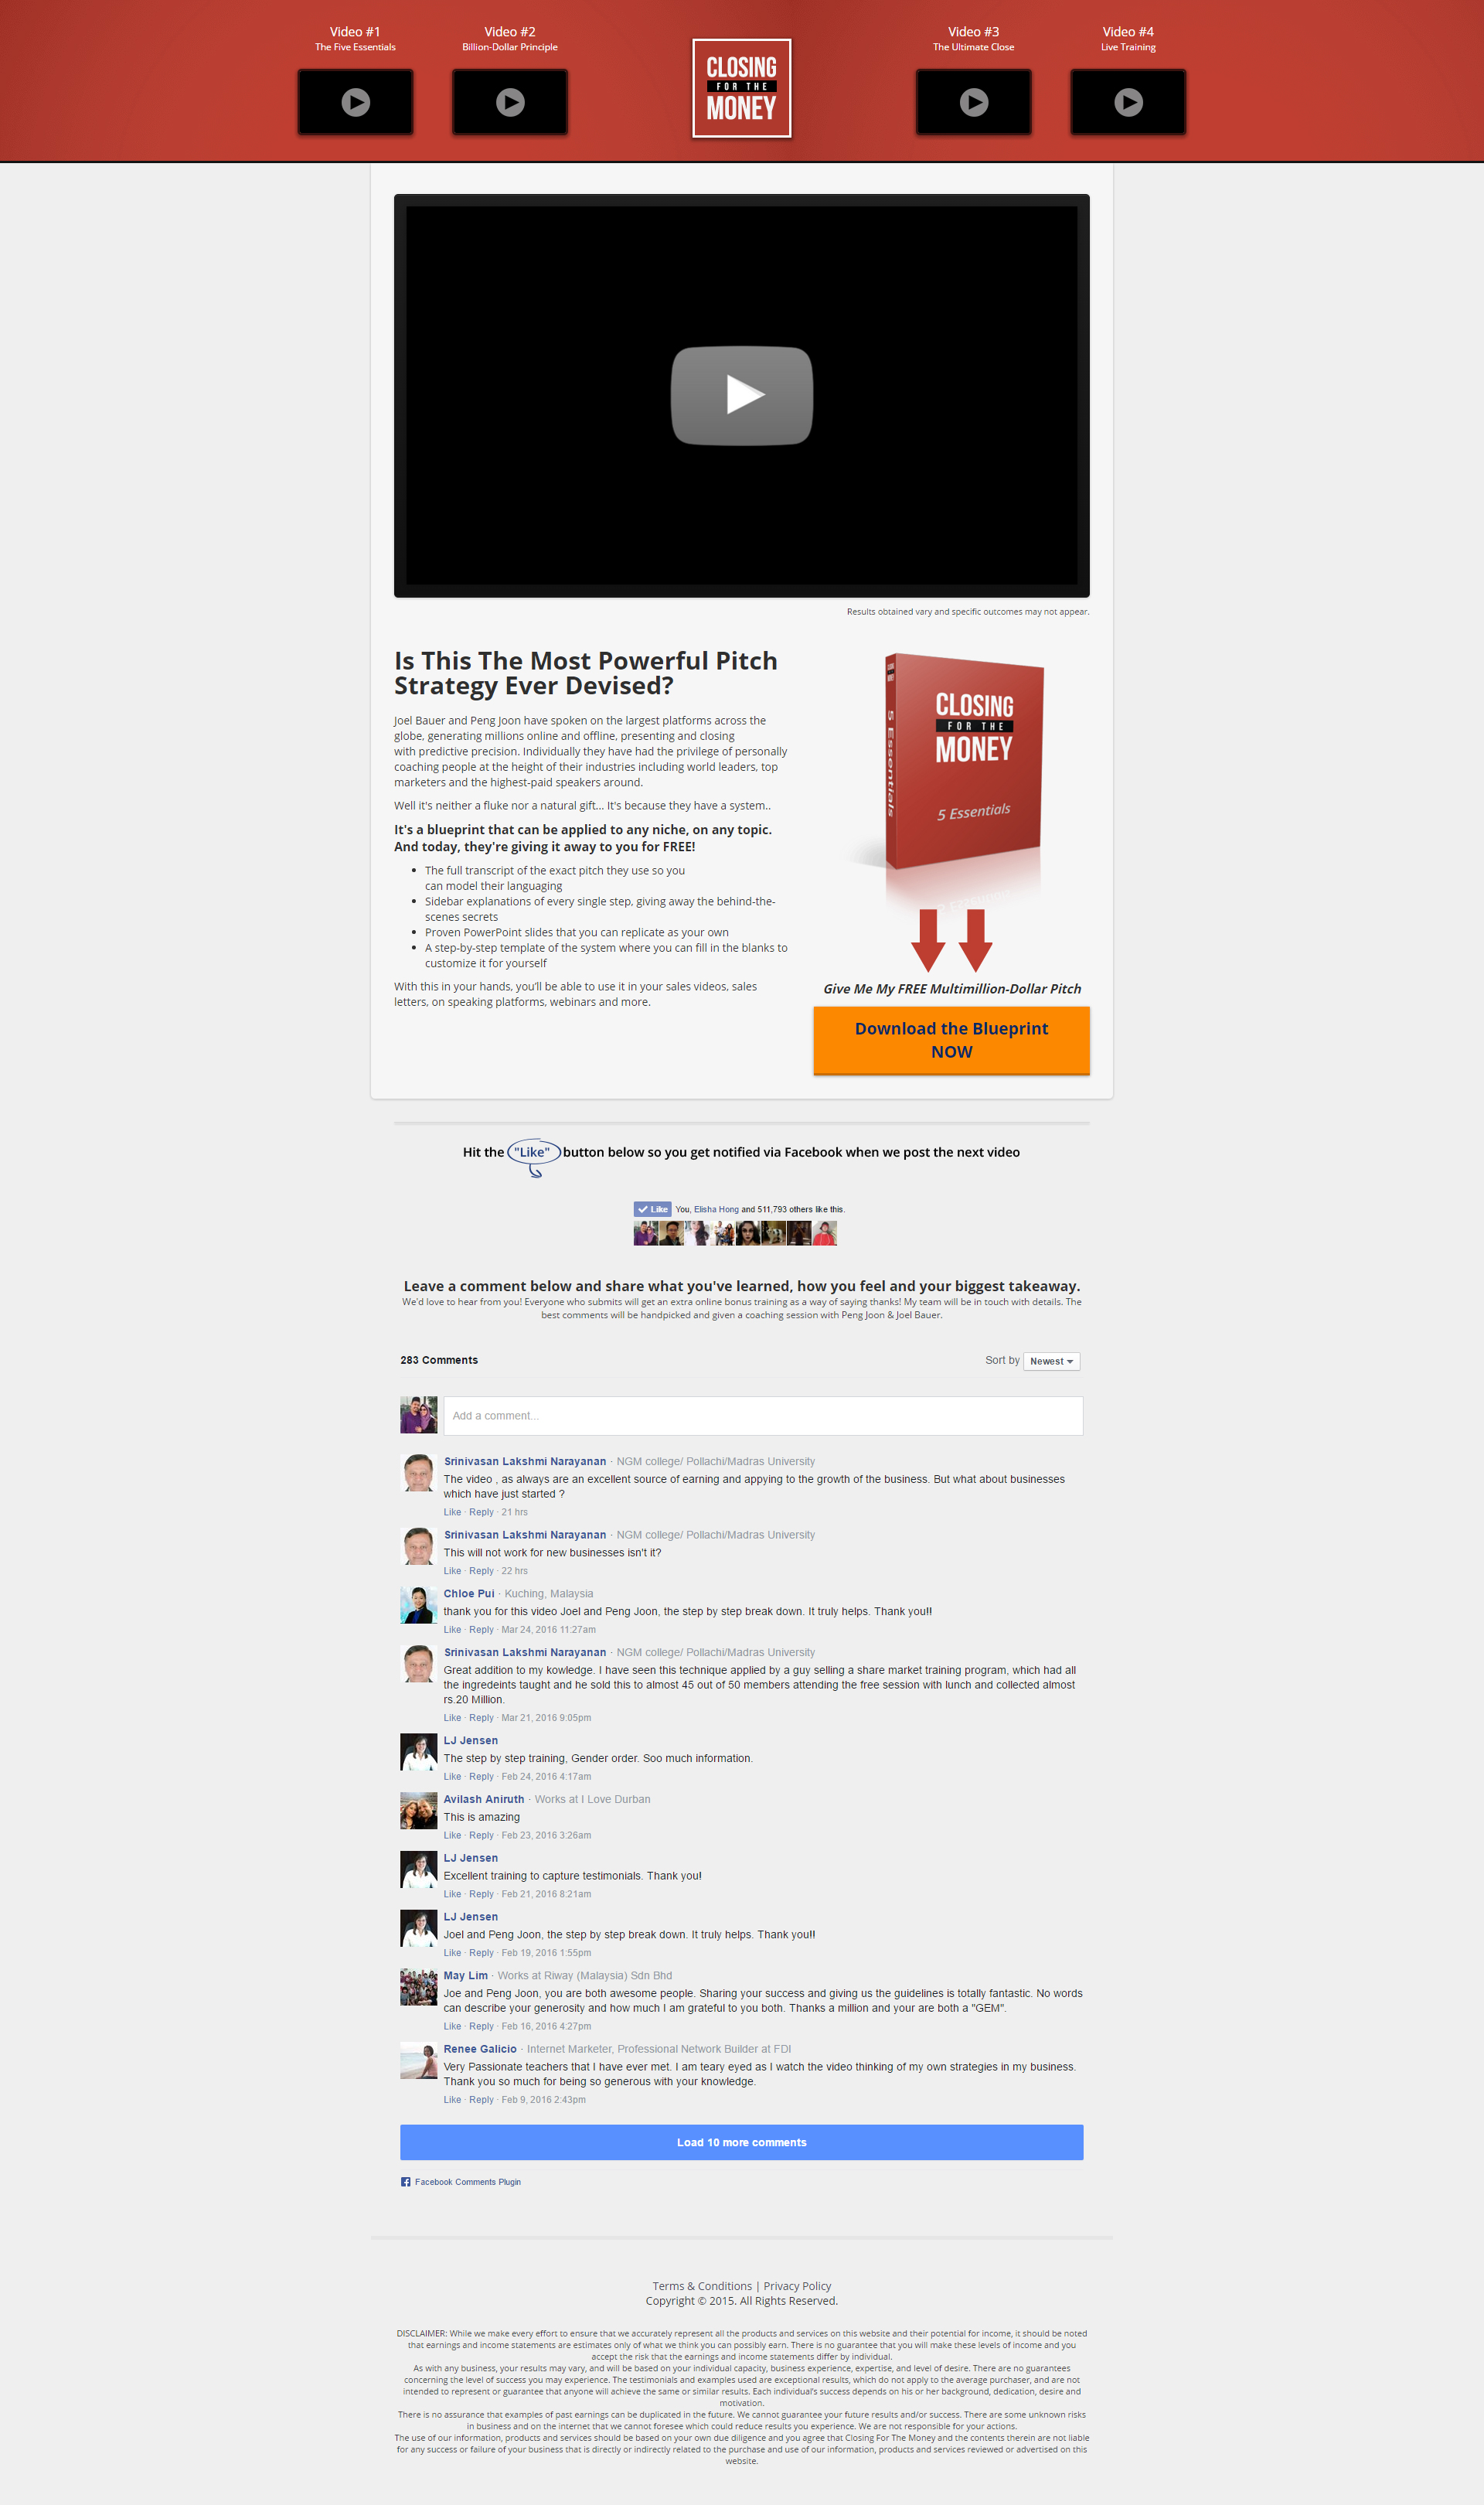 Video #1
The Five Essentials
Video #2
Billion-Dollar Principle
CLOSING
FOR THE
MONEY
Video #3
The Ultimate Close
Video #4
Live Training
Results obtained vary and specific outcomes may not appear.
Is This The Most Powerful Pitch
Strategy Ever Devised?
Joel Bauer and Peng Joon have spoken on the largest platforms across the
globe, generating millions online and offline, presenting and closing
with predictive precision. Individually they have had the privilege of personally
coaching people at the height of their industries including world leaders, top
marketers and the highest-paid speakers around.
Well it's neither a fluke nor a natural gift... It's because they have a system..
It's a blueprint that can be applied to any niche, on any topic.
And today, they're giving it away to you for FREE!
• The full transcript of the exact pitch they use so you
can model their languaging
• Sidebar explanations of every single step, giving away the behind-the-
scenes secrets
• Proven PowerPoint slides that you can replicate as your own
• A step-by-step template of the system where you can fill in the blanks to
customize it for yourself
With this in your hands, you'll be able to use it in your sales videos, sales
letters, on speaking platforms, webinars and more.
CLOSING
FOR THE
MONEY
5 Essentials
CLOSING
FOR THE
MONEY
5 Essentials
Give Me My FREE Multimillion-Dollar Pitch
Download the Blueprint
NOW
Hit the "Like" button below so you get notified via Facebook when we post the next video
Like You, Elisha Hong and 511,793 others like this.
Leave a comment below and share what you've learned, how you feel and your biggest takeaway.
We'd love to hear from you! Everyone who submits will get an extra online bonus training as a way of saying thanks! My team will be in touch with details. The
best comments will be handpicked and given a coaching session with Peng Joon & Joel Bauer.
283 Comments
Sort by Newest
Add a comment...
Srinivasan Lakshmi Narayanan · NGM college/ Pollachi/Madras University
The video , as always are an excellent source of earning and appying to the growth of the business. But what about businesses
which have just started ?
Like · Reply · 21 hrs
Srinivasan Lakshmi Narayanan · NGM college/ Pollachi/Madras University
This will not work for new businesses isn't it?
Like · Reply · 22 hrs
Chloe Pui · Kuching, Malaysia
thank you for this video Joel and Peng Joon, the step by step break down. It truly helps. Thank you!!
Like · Reply · Mar 24, 2016 11:27am
Srinivasan Lakshmi Narayanan · NGM college/ Pollachi/Madras University
Great addition to my kowledge. I have seen this technique applied by a guy selling a share market training program, which had all
the ingredeints taught and he sold this to almost 45 out of 50 members attending the free session with lunch and collected almost
rs.20 Million.
Like · Reply · Mar 21, 2016 9:05pm
LJ Jensen
The step by step training, Gender order. Soo much information.
Like · Reply · Feb 24, 2016 4:17am
Avilash Aniruth · Works at I Love Durban
This is amazing
Like · Reply · Feb 23, 2016 3:26am
LJ Jensen
Excellent training to capture testimonials. Thank you!
Like · Reply · Feb 21, 2016 8:21am
LJ Jensen
Joel and Peng Joon, the step by step break down. It truly helps. Thank you!!
Like · Reply · Feb 19, 2016 1:55pm
May Lim · Works at Riway (Malaysia) Sdn Bhd
Joe and Peng Joon, you are both awesome people. Sharing your success and giving us the guidelines is totally fantastic. No words
can describe your generosity and how much I am grateful to you both. Thanks a million and your are both a "GEM".
Like · Reply · Feb 16, 2016 4:27pm
Renee Galicio · Internet Marketer, Professional Network Builder at FDI
Very Passionate teachers that I have ever met. I am teary eyed as I watch the video thinking of my own strategies in my business.
Thank you so much for being so generous with your knowledge.
Like · Reply · Feb 9, 2016 2:43pm
Load 10 more comments
Facebook Comments Plugin
Terms & Conditions | Privacy Policy
Copyright © 2015. All Rights Reserved.
DISCLAIMER: While we make every effort to ensure that we accurately represent all the products and services on this website and their potential for income, it should be noted
that earnings and income statements are estimates only of what we think you can possibly earn. There is no guarantee that you will make these levels of income and you
accept the risk that the earnings and income statements differ by individual.
As with any business, your results may vary, and will be based on your individual capacity, business experience, expertise, and level of desire. There are no guarantees
concerning the level of success you may experience. The testimonials and examples used are exceptional results, which do not apply to the average purchaser, and are not
intended to represent or guarantee that anyone will achieve the same or similar results. Each individual's success depends on his or her background, dedication, desire and
motivation.
There is no assurance that examples of past earnings can be duplicated in the future. We cannot guarantee your future results and/or success. There are some unknown risks
in business and on the internet that we cannot foresee which could reduce results you experience. We are not responsible for your actions.
The use of our information, products and services should be based on your own due diligence and you agree that Closing For The Money and the contents therein are not liable
for any success or failure of your business that is directly or indirectly related to the purchase and use of our information, products and services reviewed or advertised on this
website.